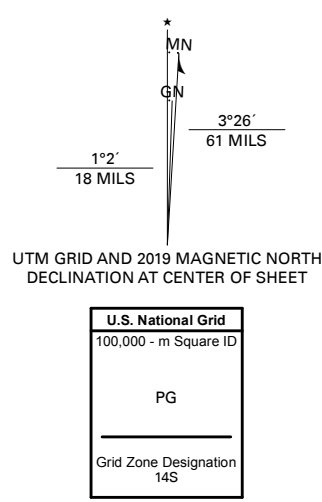 ★
MN
GN
3°26´
61 MILS
1°2´
18 MILS
UTM GRID AND 2019 MAGNETIC NORTH
DECLINATION AT CENTER OF SHEET
U.S. National Grid
100,000 - m Square ID
PG
Grid Zone Designation
14S